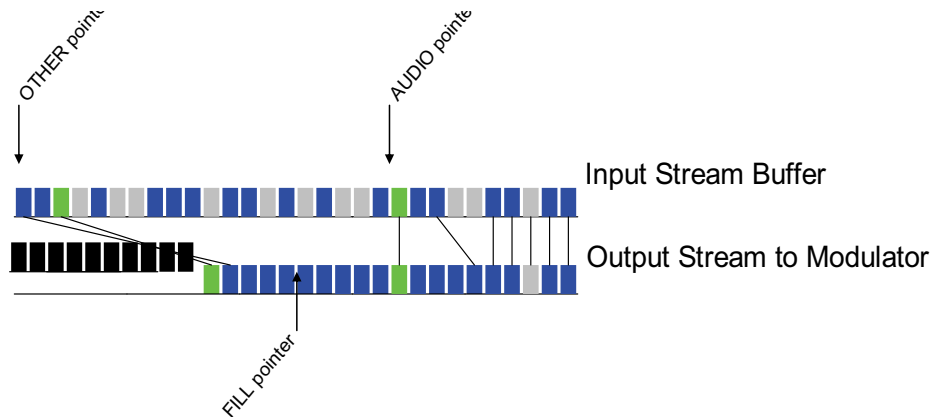 OTHER pointe
AUDIO pointe
Input Stream Buffer
Output Stream to Modulator
FILL pointer